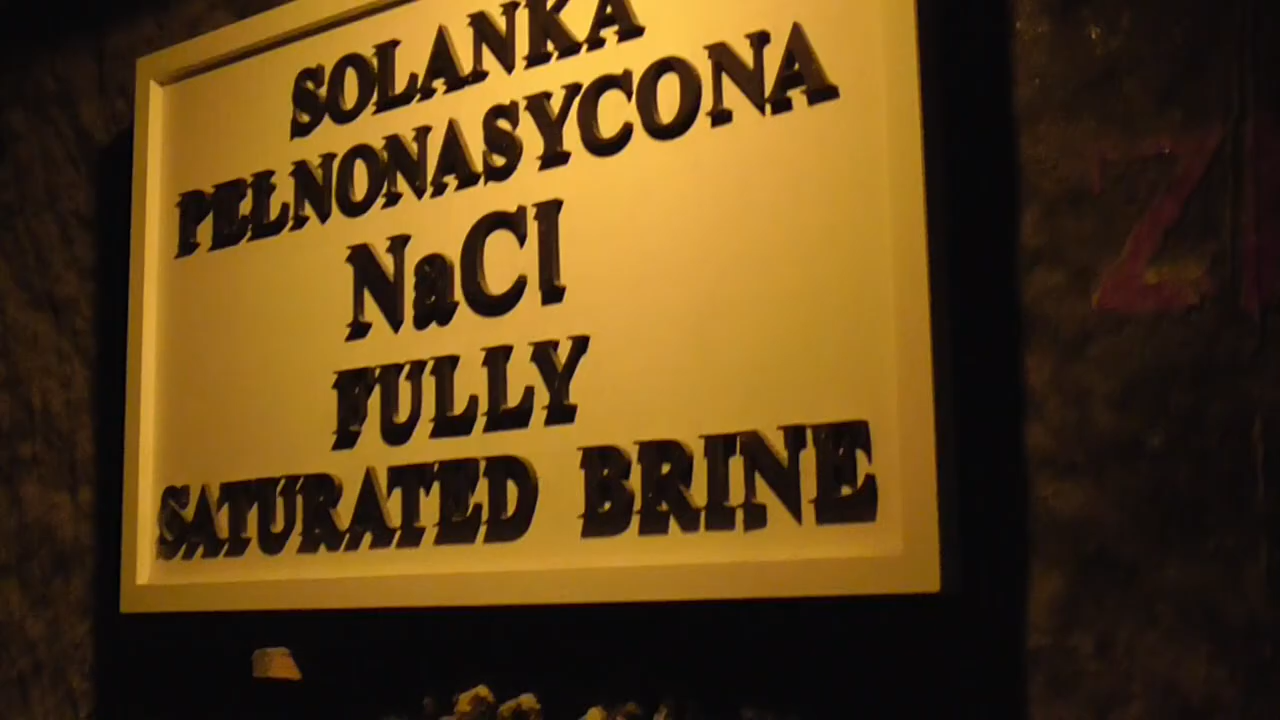 SOLANKA
PEŁNONASYCONA
NaCl
FULLY
SATURATED BRINE